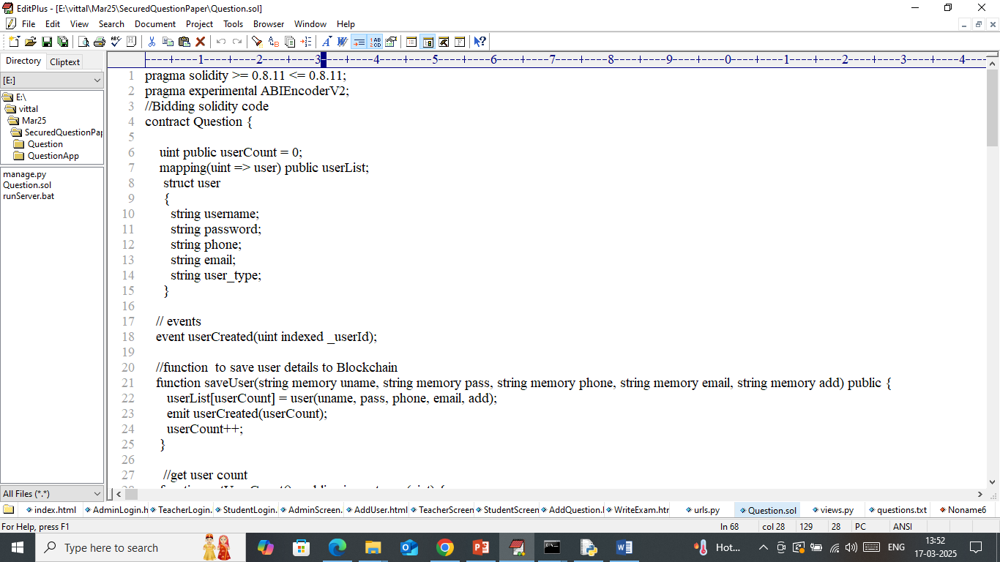 EditPlus - [E:\vittal\Mar25\SecuredQuestionPaper\Question.sol]
File Edit View Search Document Project Tools Browser Window Help
Directory Cliptext
[E:]
E:\
vittal
Mar25
SecuredQuestionPap
Question
QuestionApp
manage.py
Question.sol
runServer.bat
All Files (*.*)
----+----1----+----2----+----3----+----4----+----5----+----6----+----7----+----8----+----9----+----0----+----1----+----2----+----3----+----4----
1 pragma solidity >= 0.8.11 <= 0.8.11;
2 pragma experimental ABIEncoderV2;
3 //Bidding solidity code
4 contract Question {
5
6 uint public userCount = 0;
7 mapping(uint => user) public userList;
8 struct user
9 {
10 string username;
11 string password;
12 string phone;
13 string email;
14 string user_type;
15 }
16
17 // events
18 event userCreated(uint indexed _userId);
19
20 //function  to save user details to Blockchain
21 function saveUser(string memory uname, string memory pass, string memory phone, string memory email, string memory add) public {
22 userList[userCount] = user(uname, pass, phone, email, add);
23 emit userCreated(userCount);
24 userCount++;
25 }
26
27 //get user count
index.html AdminLogin.h TeacherLogin. StudentLogin. AdminScreen. AddUser.html TeacherScreen StudentScreen AddQuestion.l WriteExam.htr urls.py Question.sol views.py questions.txt Noname6
For Help, press F1 ln 68 col 28 129 28 PC ANSI
Type here to search Hot... ENG 13:52
17-03-2025